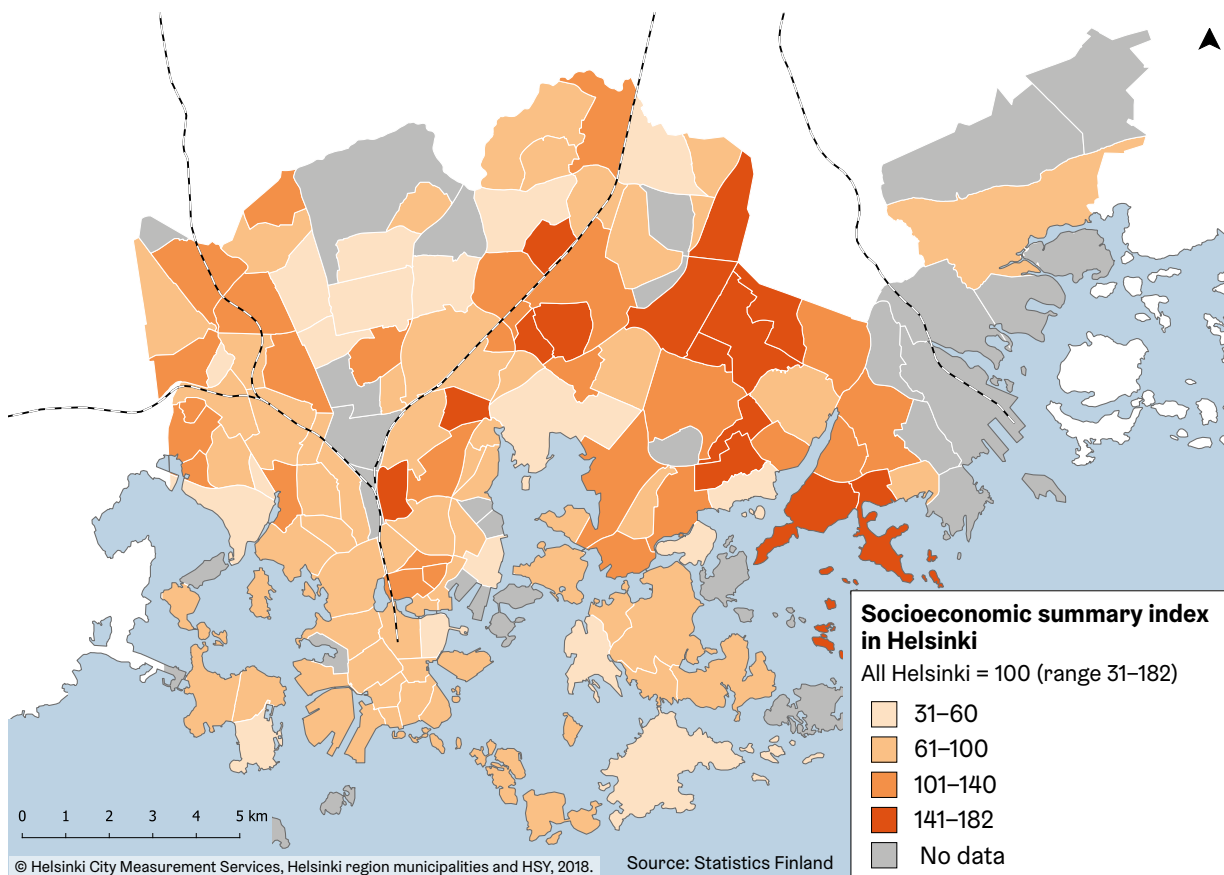 Socioeconomic summary index
in Helsinki
All Helsinki = 100 (range 31–182)
31–60
61–100
101–140
141–182
No data
0 1 2 3 4 5 km
© Helsinki City Measurement Services, Helsinki region municipalities and HSY, 2018.
Source: Statistics Finland